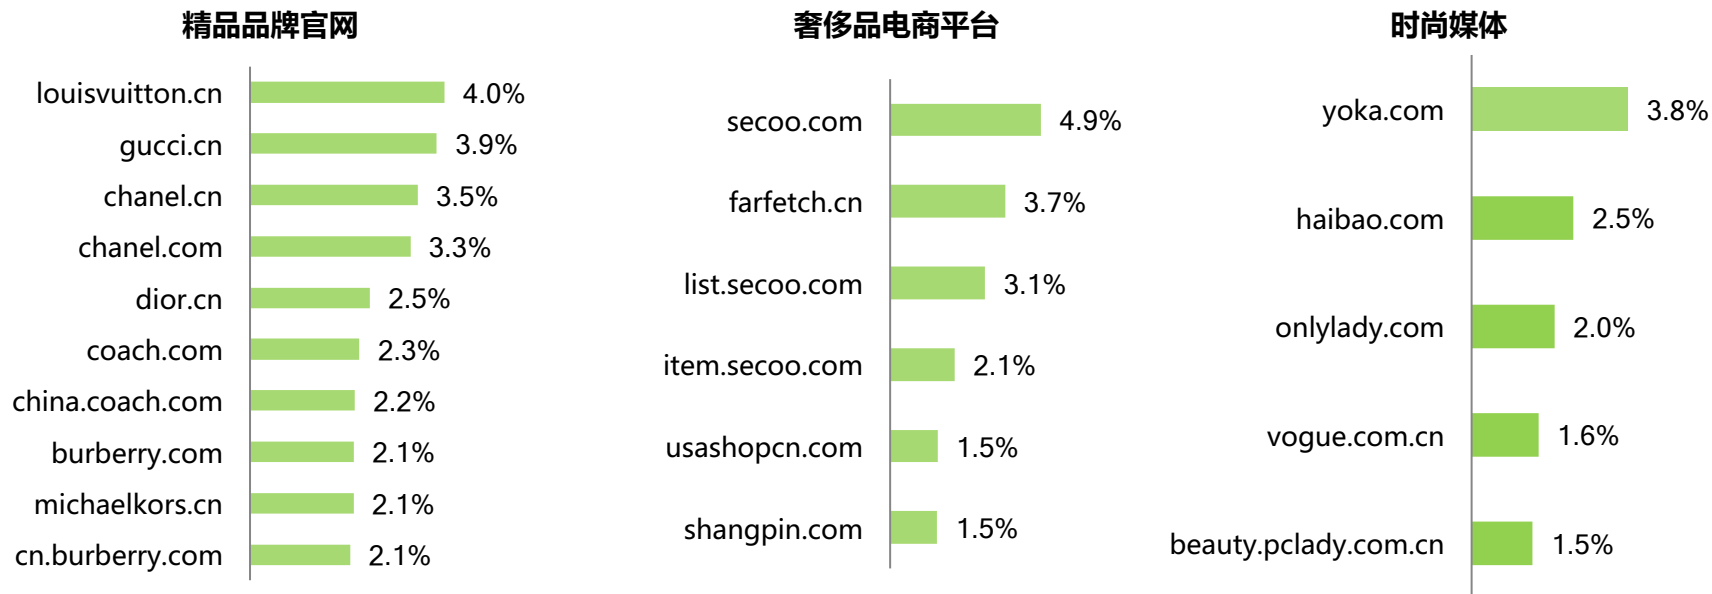 精品品牌官网
louisvuitton.cn 4.0%
gucci.cn 3.9%
chanel.cn 3.5%
chanel.com 3.3%
dior.cn 2.5%
coach.com 2.3%
china.coach.com 2.2%
burberry.com 2.1%
michaelkors.cn 2.1%
cn.burberry.com 2.1%
奢侈品电商平台
secoo.com 4.9%
farfetch.cn 3.7%
list.secoo.com 3.1%
item.secoo.com 2.1%
usashopcn.com 1.5%
shangpin.com 1.5%
时尚媒体
yoka.com 3.8%
haibao.com 2.5%
onlylady.com 2.0%
vogue.com.cn 1.6%
beauty.pclady.com.cn 1.5%